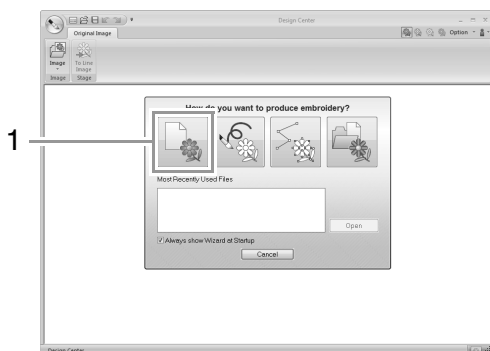 Design Center
Original Image
Option
Image
To Line
Image
Image
Stage
How do you want to produce embroidery?
1
Most Recently Used Files
Open
Always show Wizard at Startup
Cancel
Design Center